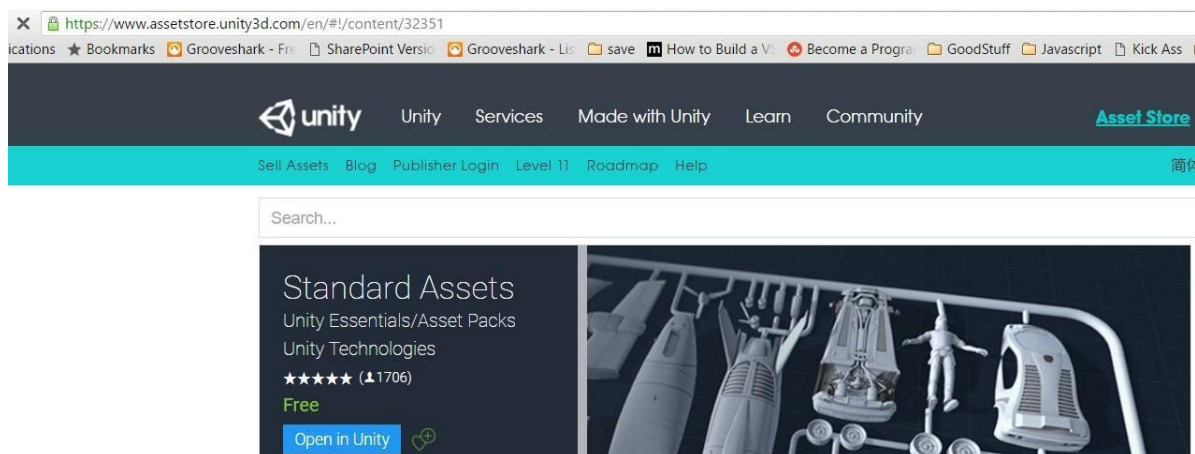 https://www.assetstore.unity3d.com/en/#!/content/32351
ications Bookmarks Grooveshark - Fre SharePoint Versio Grooveshark - Lis save How to Build a VS Become a Progra GoodStuff Javascript Kick Ass
unity Unity Services Made with Unity Learn Community Asset Store
Sell Assets Blog Publisher Login Level 11 Roadmap Help 简体
Search...
Standard Assets
Unity Essentials/Asset Packs
Unity Technologies
★★★★★ (1706)
Free
Open in Unity